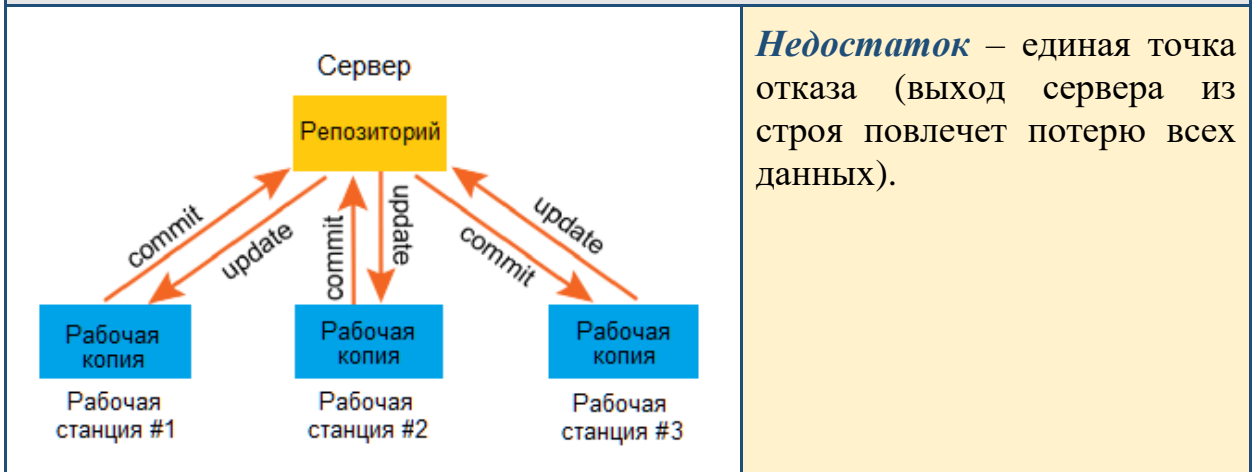 Сервер
Репозиторий
commit
update
commit
update
commit
update
Рабочая
копия
Рабочая
станция #1
Рабочая
копия
Рабочая
станция #2
Рабочая
копия
Рабочая
станция #3
Недостаток – единая точка
отказа (выход сервера из
строя повлечет потерю всех
данных).